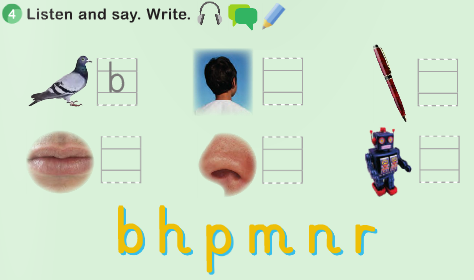 4 Listen and say. Write.
b
b h p m n r